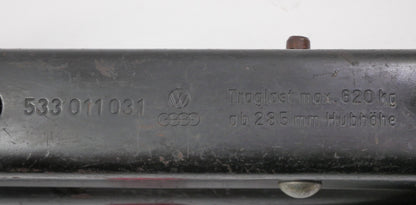 533 011 031
Traglast max. 620 kg
ab 285 mm Hubhöhe